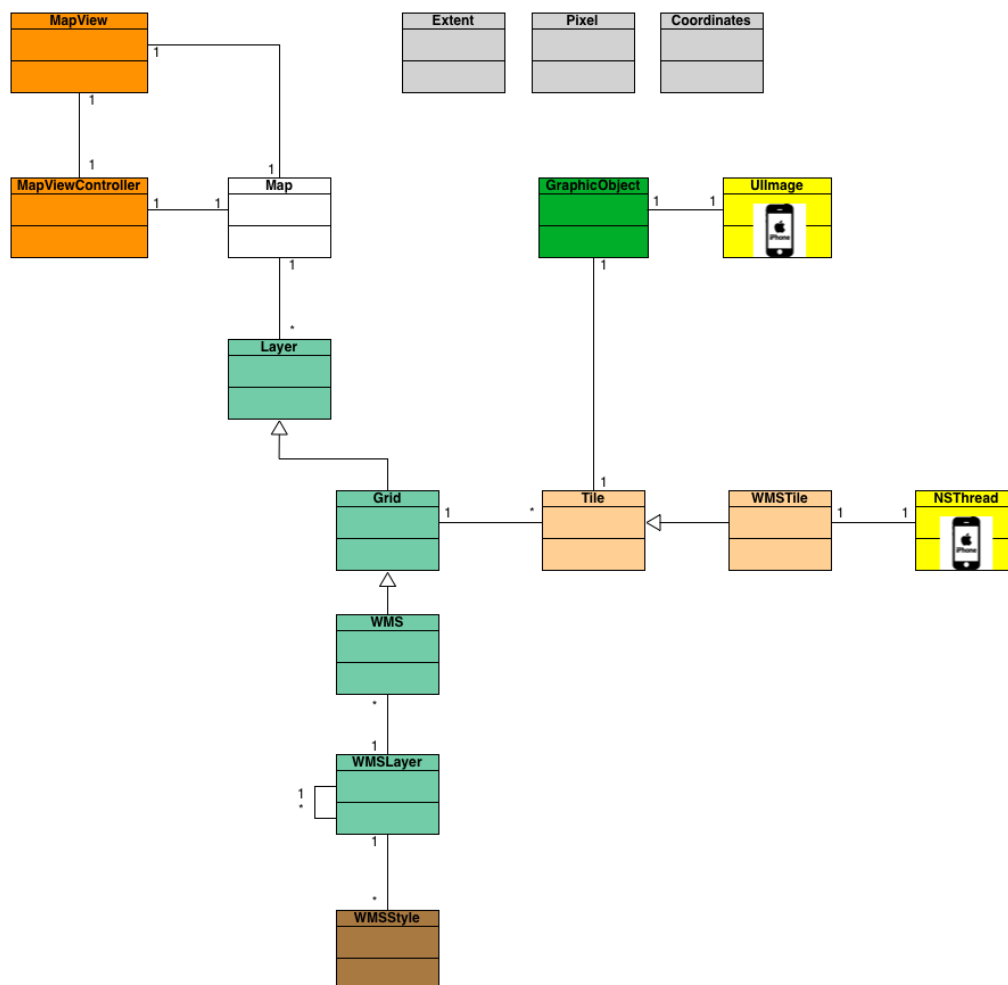 MapView
Extent
Pixel
Coordinates
1
1
1
1
MapViewController
Map
GraphicObject
UIImage
iPhone
1
1
1
1
1
1
*
Layer
1
Grid
Tile
WMSTile
NSThread
iPhone
1
*
1
1
WMS
*
1
WMSLayer
1
*
1
*
WMSStyle